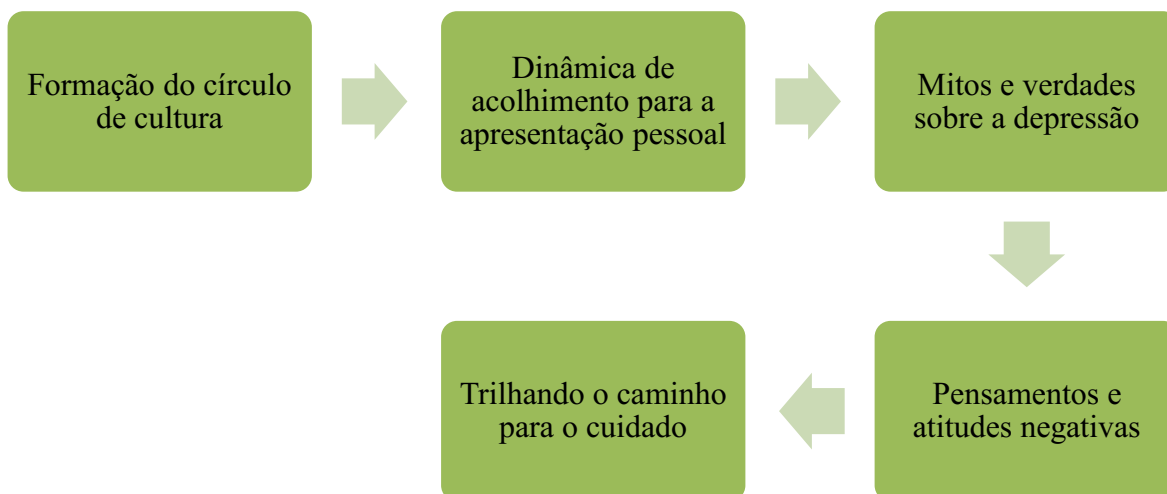 Formação do círculo
de cultura
Dinâmica de
acolhimento para a
apresentação pessoal
Mitos e verdades
sobre a depressão
Pensamentos e
atitudes negativas
Trilhando o caminho
para o cuidado